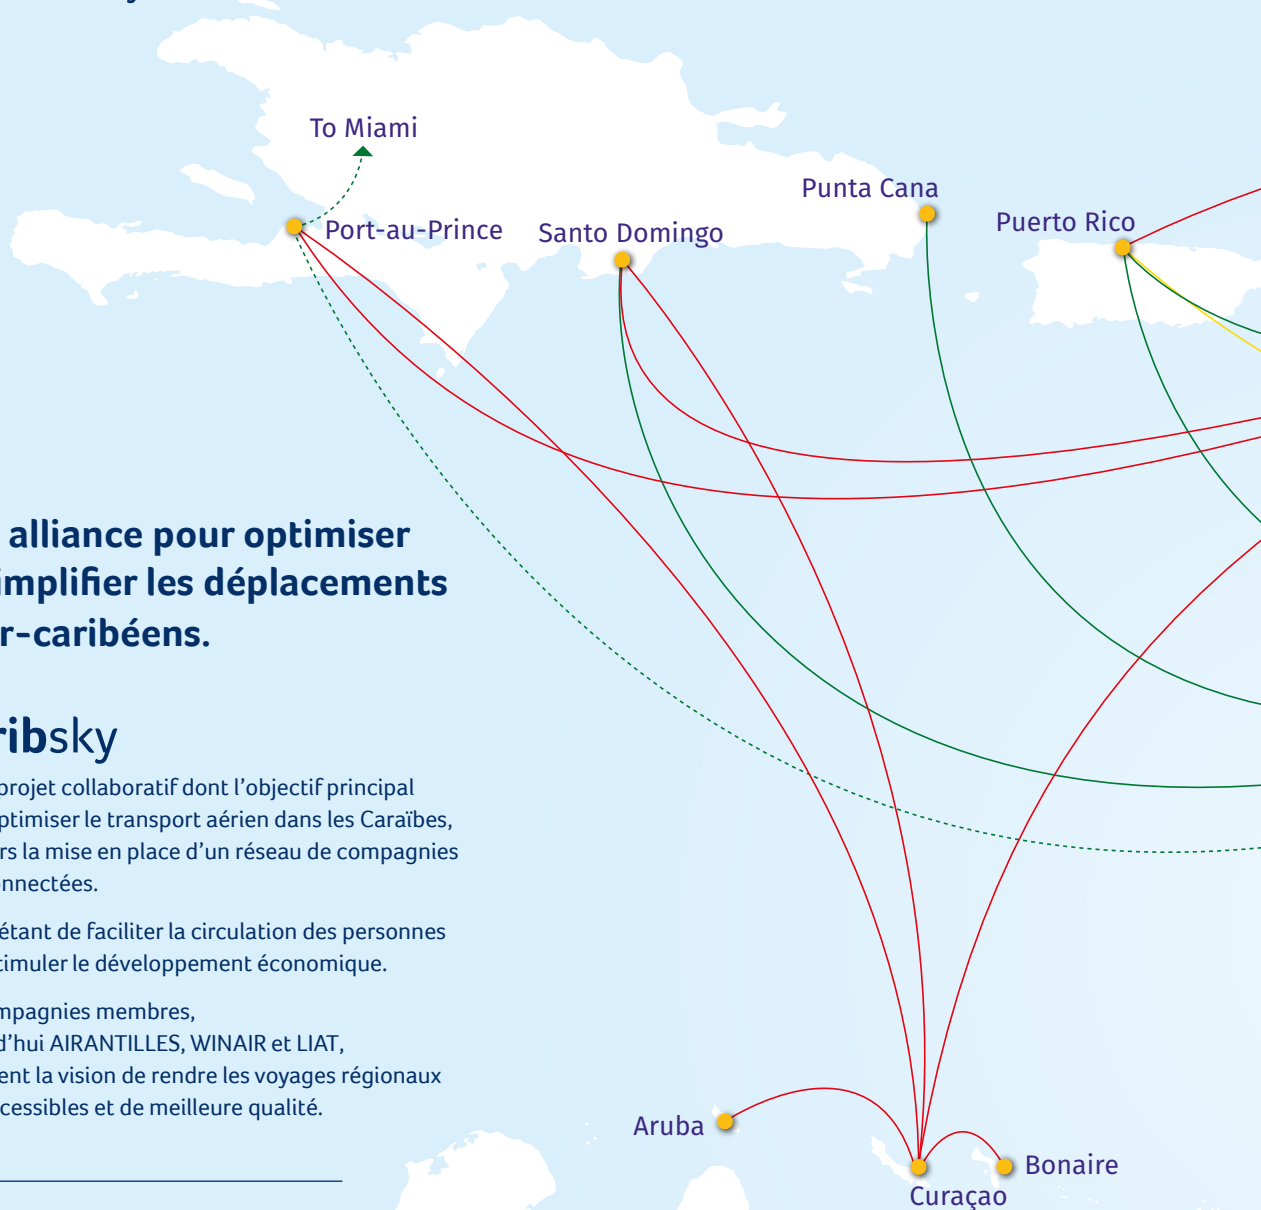 To Miami
Punta Cana
Puerto Rico
Port-au-Prince
Santo Domingo
alliance pour optimiser
implifier les déplacements
r-caribéens.
ribsky
projet collaboratif dont l’objectif principal
ptimiser le transport aérien dans les Caraïbes,
rs la mise en place d’un réseau de compagnies
nnectées.
étant de faciliter la circulation des personnes
timuler le développement économique.
mpagnies membres,
d’hui AIRANTILLES, WINAIR et LIAT,
ent la vision de rendre les voyages régionaux
ccessibles et de meilleure qualité.
Aruba
Bonaire
Curaçao